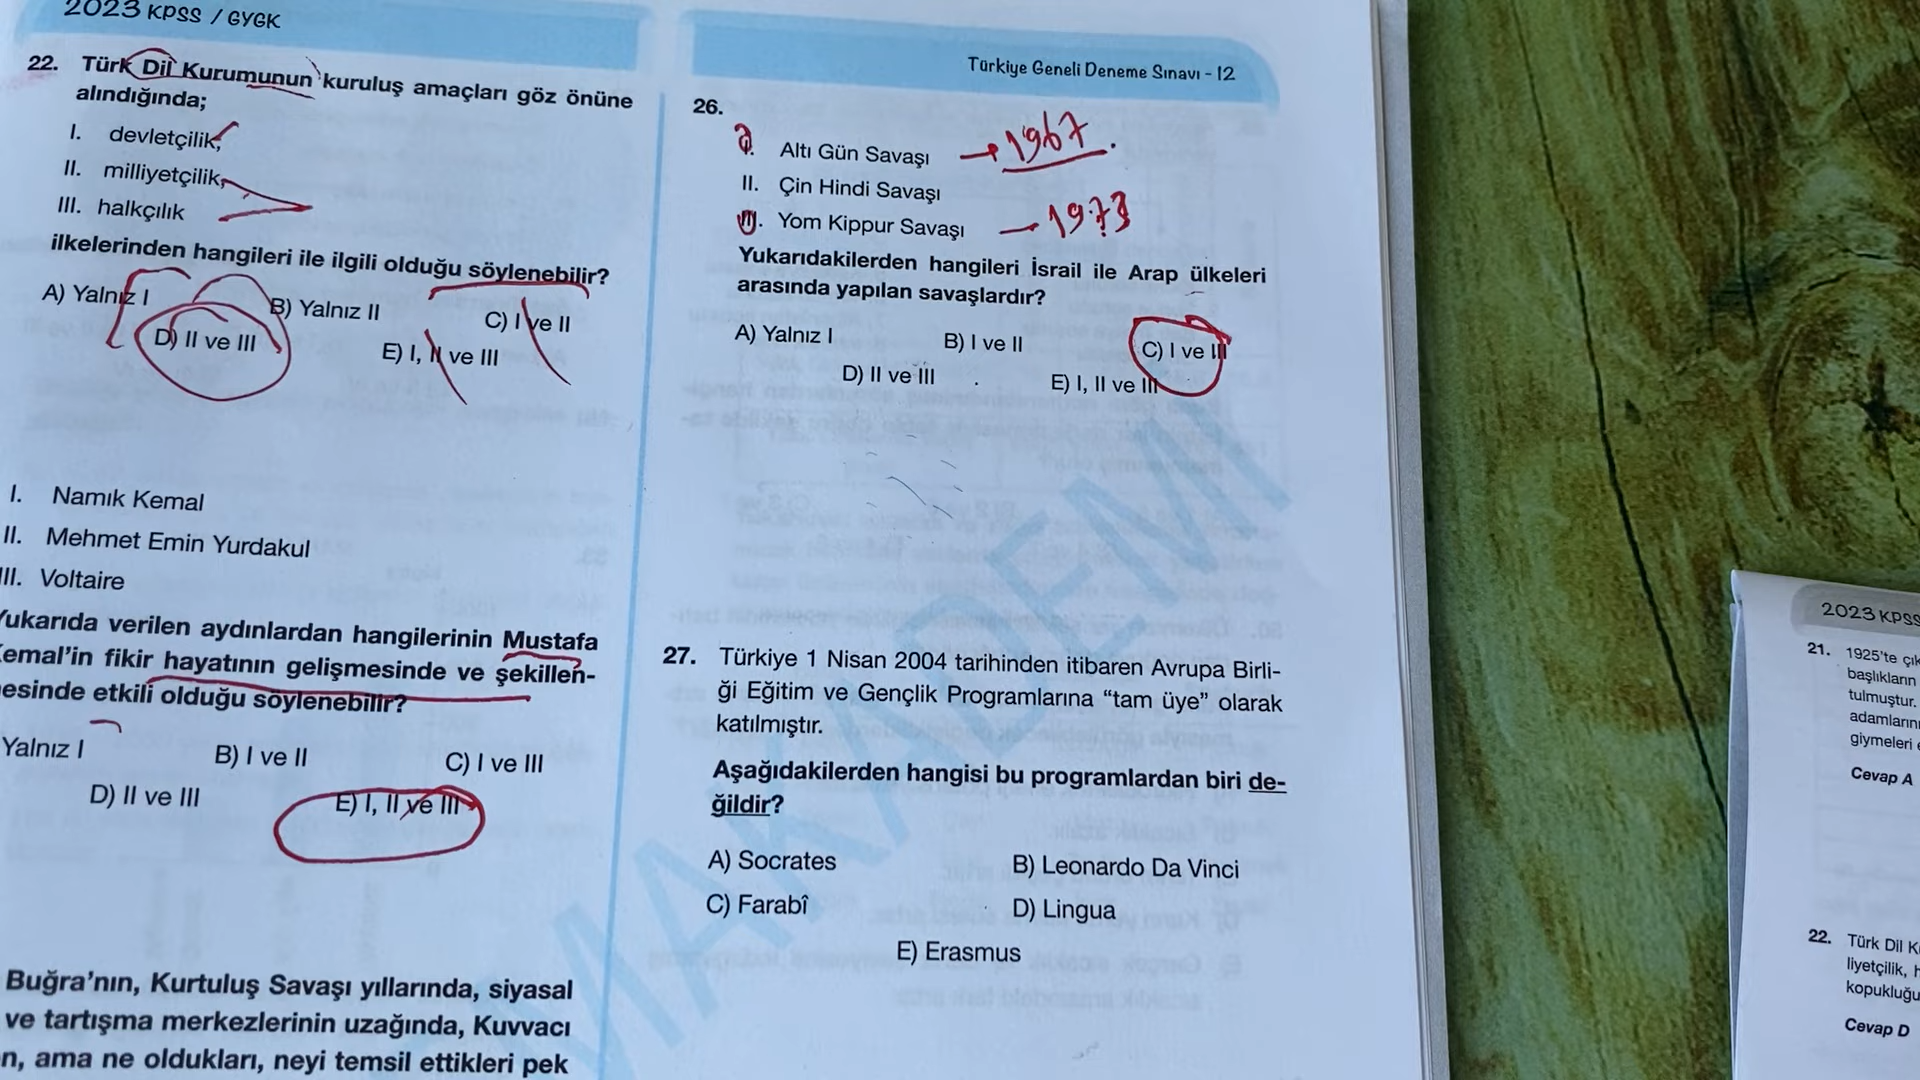 2023 KPSS / GYGK
22. Türk Dil Kurumunun kuruluş amaçları göz önüne
alındığında;
I. devletçilik,
II. milliyetçilik,
III. halkçılık
ilkelerinden hangileri ile ilgili olduğu söylenebilir?
A) Yalnız I B) Yalnız II C) I ve II
D) II ve III E) I, II ve III
I. Namık Kemal
II. Mehmet Emin Yurdakul
III. Voltaire
Yukarıda verilen aydınlardan hangilerinin Mustafa
Kemal'in fikir hayatının gelişmesinde ve şekillen-
mesinde etkili olduğu söylenebilir?
Yalnız I B) I ve II C) I ve III
D) II ve III E) I, II ve III
Buğra'nın, Kurtuluş Savaşı yıllarında, siyasal
ve tartışma merkezlerinin uzağında, Kuvvacı
n, ama ne oldukları, neyi temsil ettikleri pek
Türkiye Geneli Deneme Sınavı - 12
26.
I. Altı Gün Savaşı → 1967
II. Çin Hindi Savaşı
III. Yom Kippur Savaşı — 1973
Yukarıdakilerden hangileri İsrail ile Arap ülkeleri
arasında yapılan savaşlardır?
A) Yalnız I B) I ve II C) I ve III
D) II ve III E) I, II ve III
27. Türkiye 1 Nisan 2004 tarihinden itibaren Avrupa Birli-
ği Eğitim ve Gençlik Programlarına “tam üye” olarak
katılmıştır.
Aşağıdakilerden hangisi bu programlardan biri de-
ğildir?
A) Socrates B) Leonardo Da Vinci
C) Farabî D) Lingua
E) Erasmus
2023 KPSS
21. 1925'te çık
başlıkların
tulmuştur.
adamların
giymeleri
Cevap A
22. Türk Dil K
liyetçilik, h
kopukluğu
Cevap D